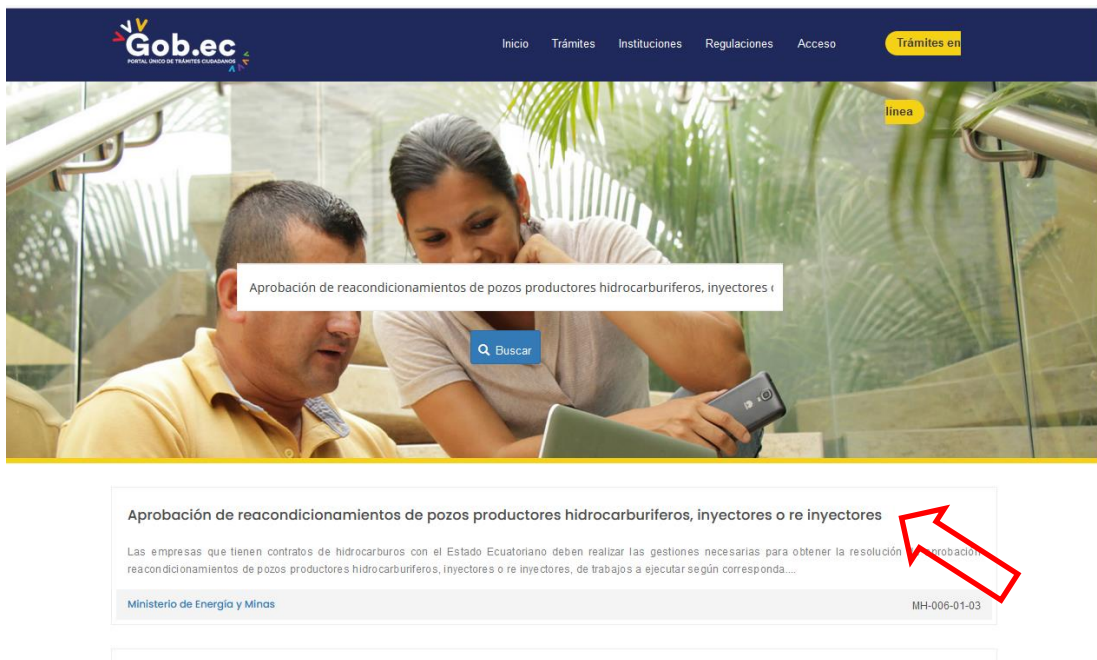 Gob.ec
PORTAL ÚNICO DE TRÁMITES CIUDADANOS
Inicio Trámites Instituciones Regulaciones Acceso Trámites en
línea
Aprobación de reacondicionamientos de pozos productores hidrocarburiferos, inyectores
Buscar
Aprobación de reacondicionamientos de pozos productores hidrocarburiferos, inyectores o re inyectores
Las empresas que tienen contratos de hidrocarburos con el Estado Ecuatoriano deben realizar las gestiones necesarias para obtener la resolución aprobación
reacondicionamientos de pozos productores hidrocarburiferos, inyectores o re inyectores, de trabajos a ejecutar según corresponda....
Ministerio de Energía y Minas MH-006-01-03